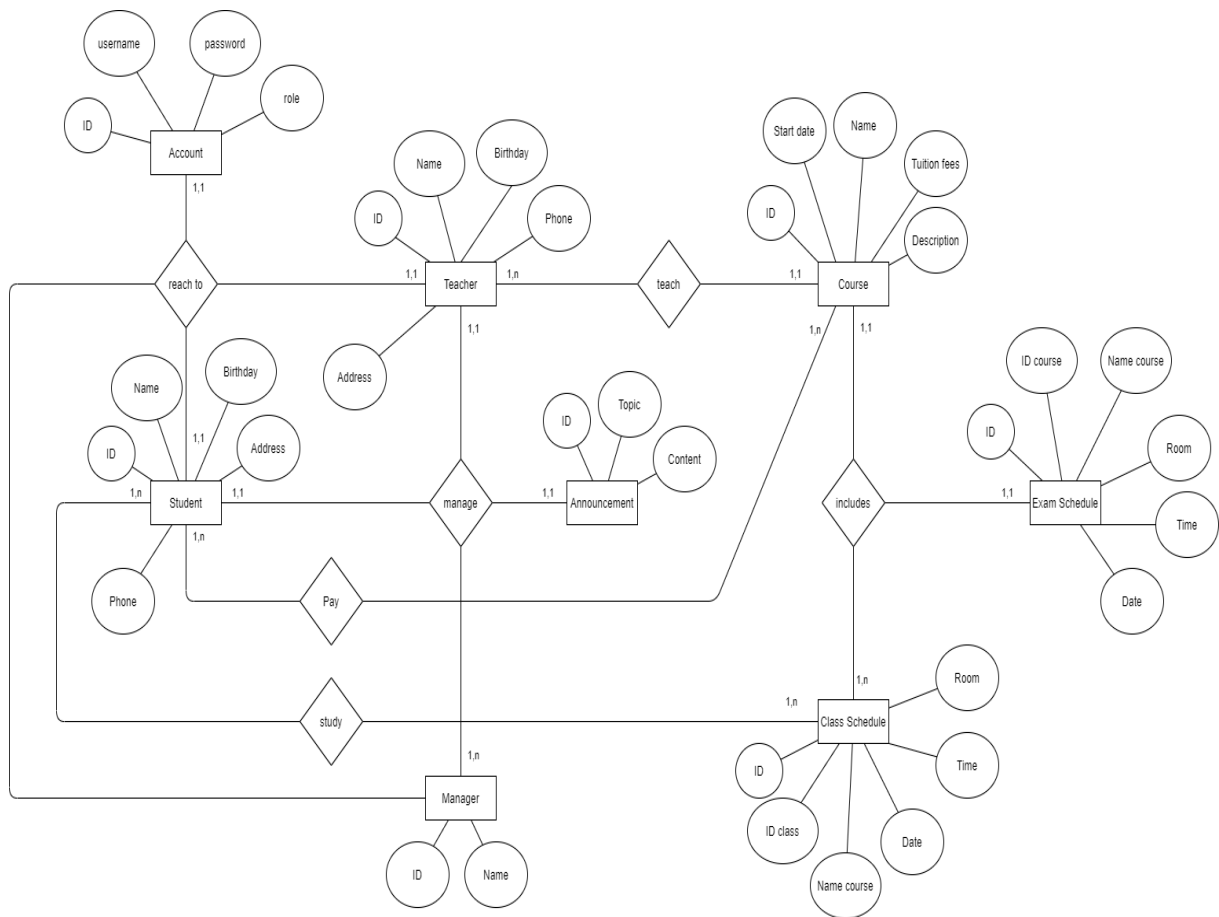 username
password
role
ID
Account
1,1
Start date
Name
Tuition fees
ID
Description
Course
Name
Birthday
ID
Phone
Teacher
Address
reach to
1,1
1,n
teach
1,1
1,1
1,n
1,1
ID course
Name course
ID
Room
Exam Schedule
Time
Date
1,1
Name
Birthday
ID
Address
1,1
1,n
Student
1,1
1,n
Phone
manage
1,1
ID
Topic
Content
Announcement
includes
Pay
study
1,n
1,n
Class Schedule
Room
Time
ID
ID class
Date
Name course
1,n
Manager
ID
Name